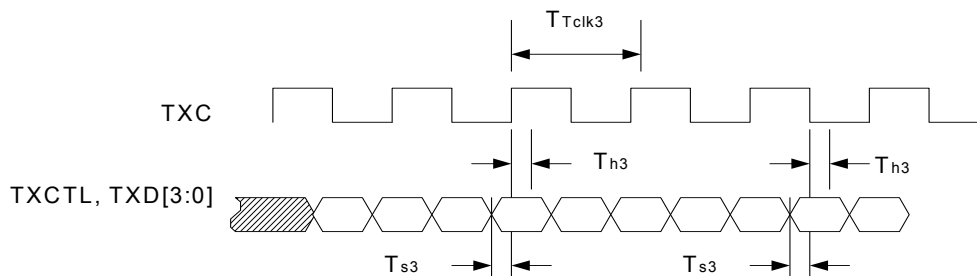 TTclk3
TXC
Th3
Th3
TXCTL, TXD[3:0]
Ts3
Ts3